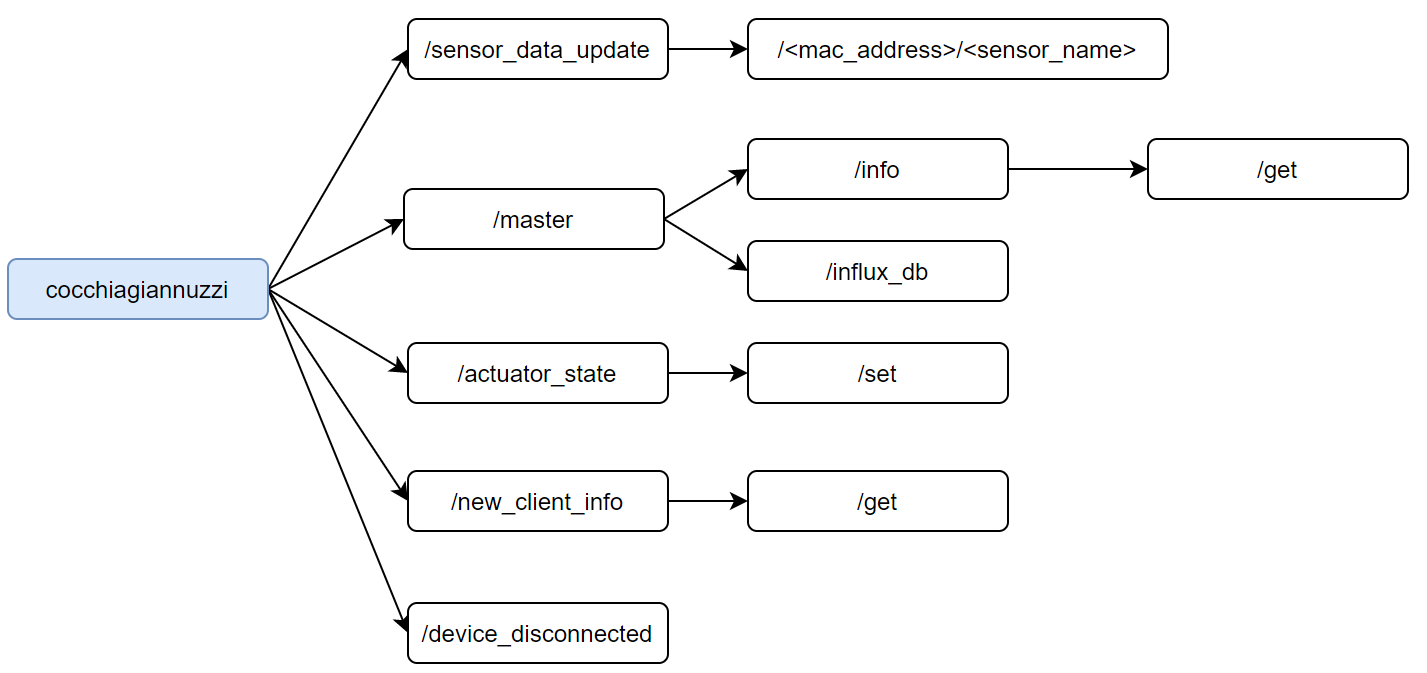 /sensor_data_update
/<mac_address>/<sensor_name>
/info
/get
/master
/influx_db
cocchiagiannuzzi
/actuator_state
/set
/new_client_info
/get
/device_disconnected